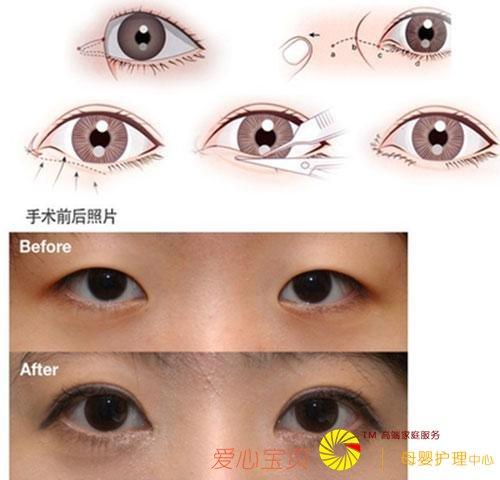 a b c d
手术前后照片
Before
After
爱心宝贝
TM 高端家庭服务
母婴护理中心